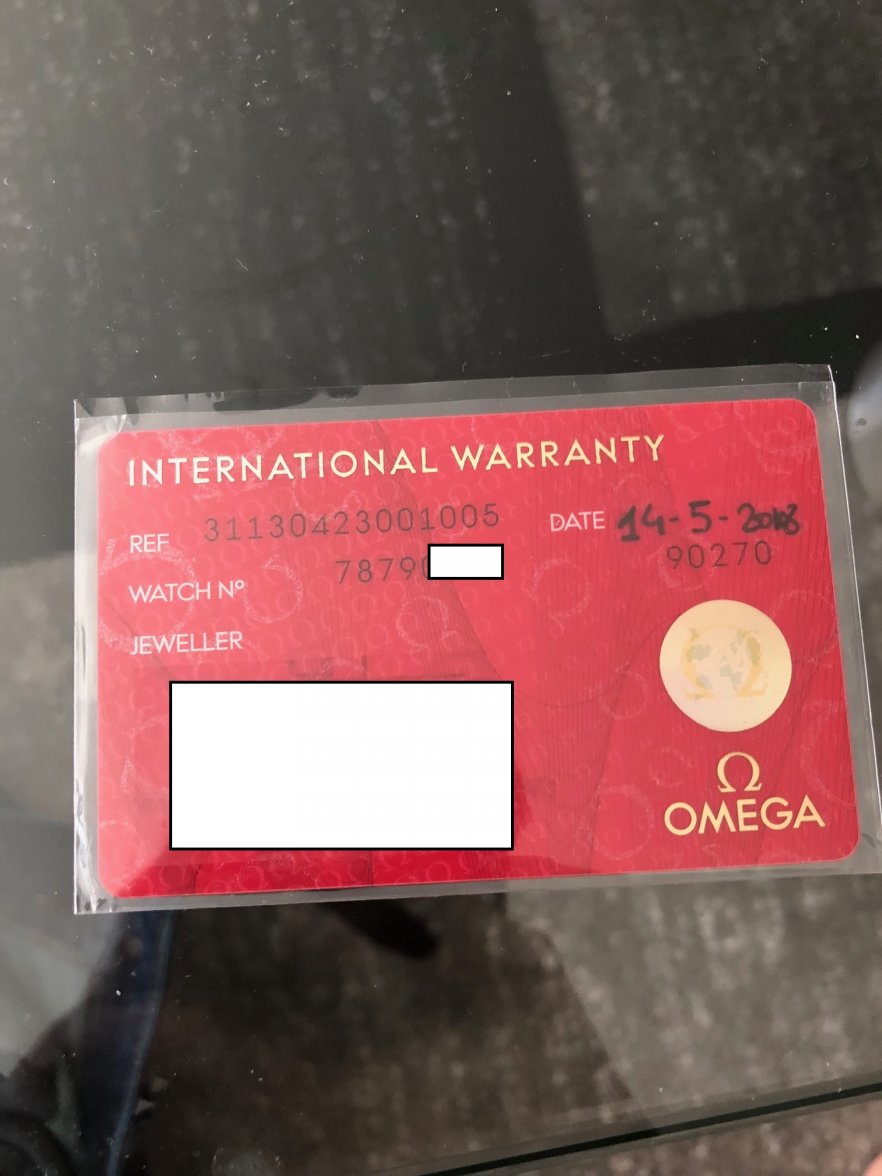 INTERNATIONAL WARRANTY
REF 31130423001005 DATE 14-5-2018
WATCH Nº 7879 90270
JEWELLER
Ω
OMEGA